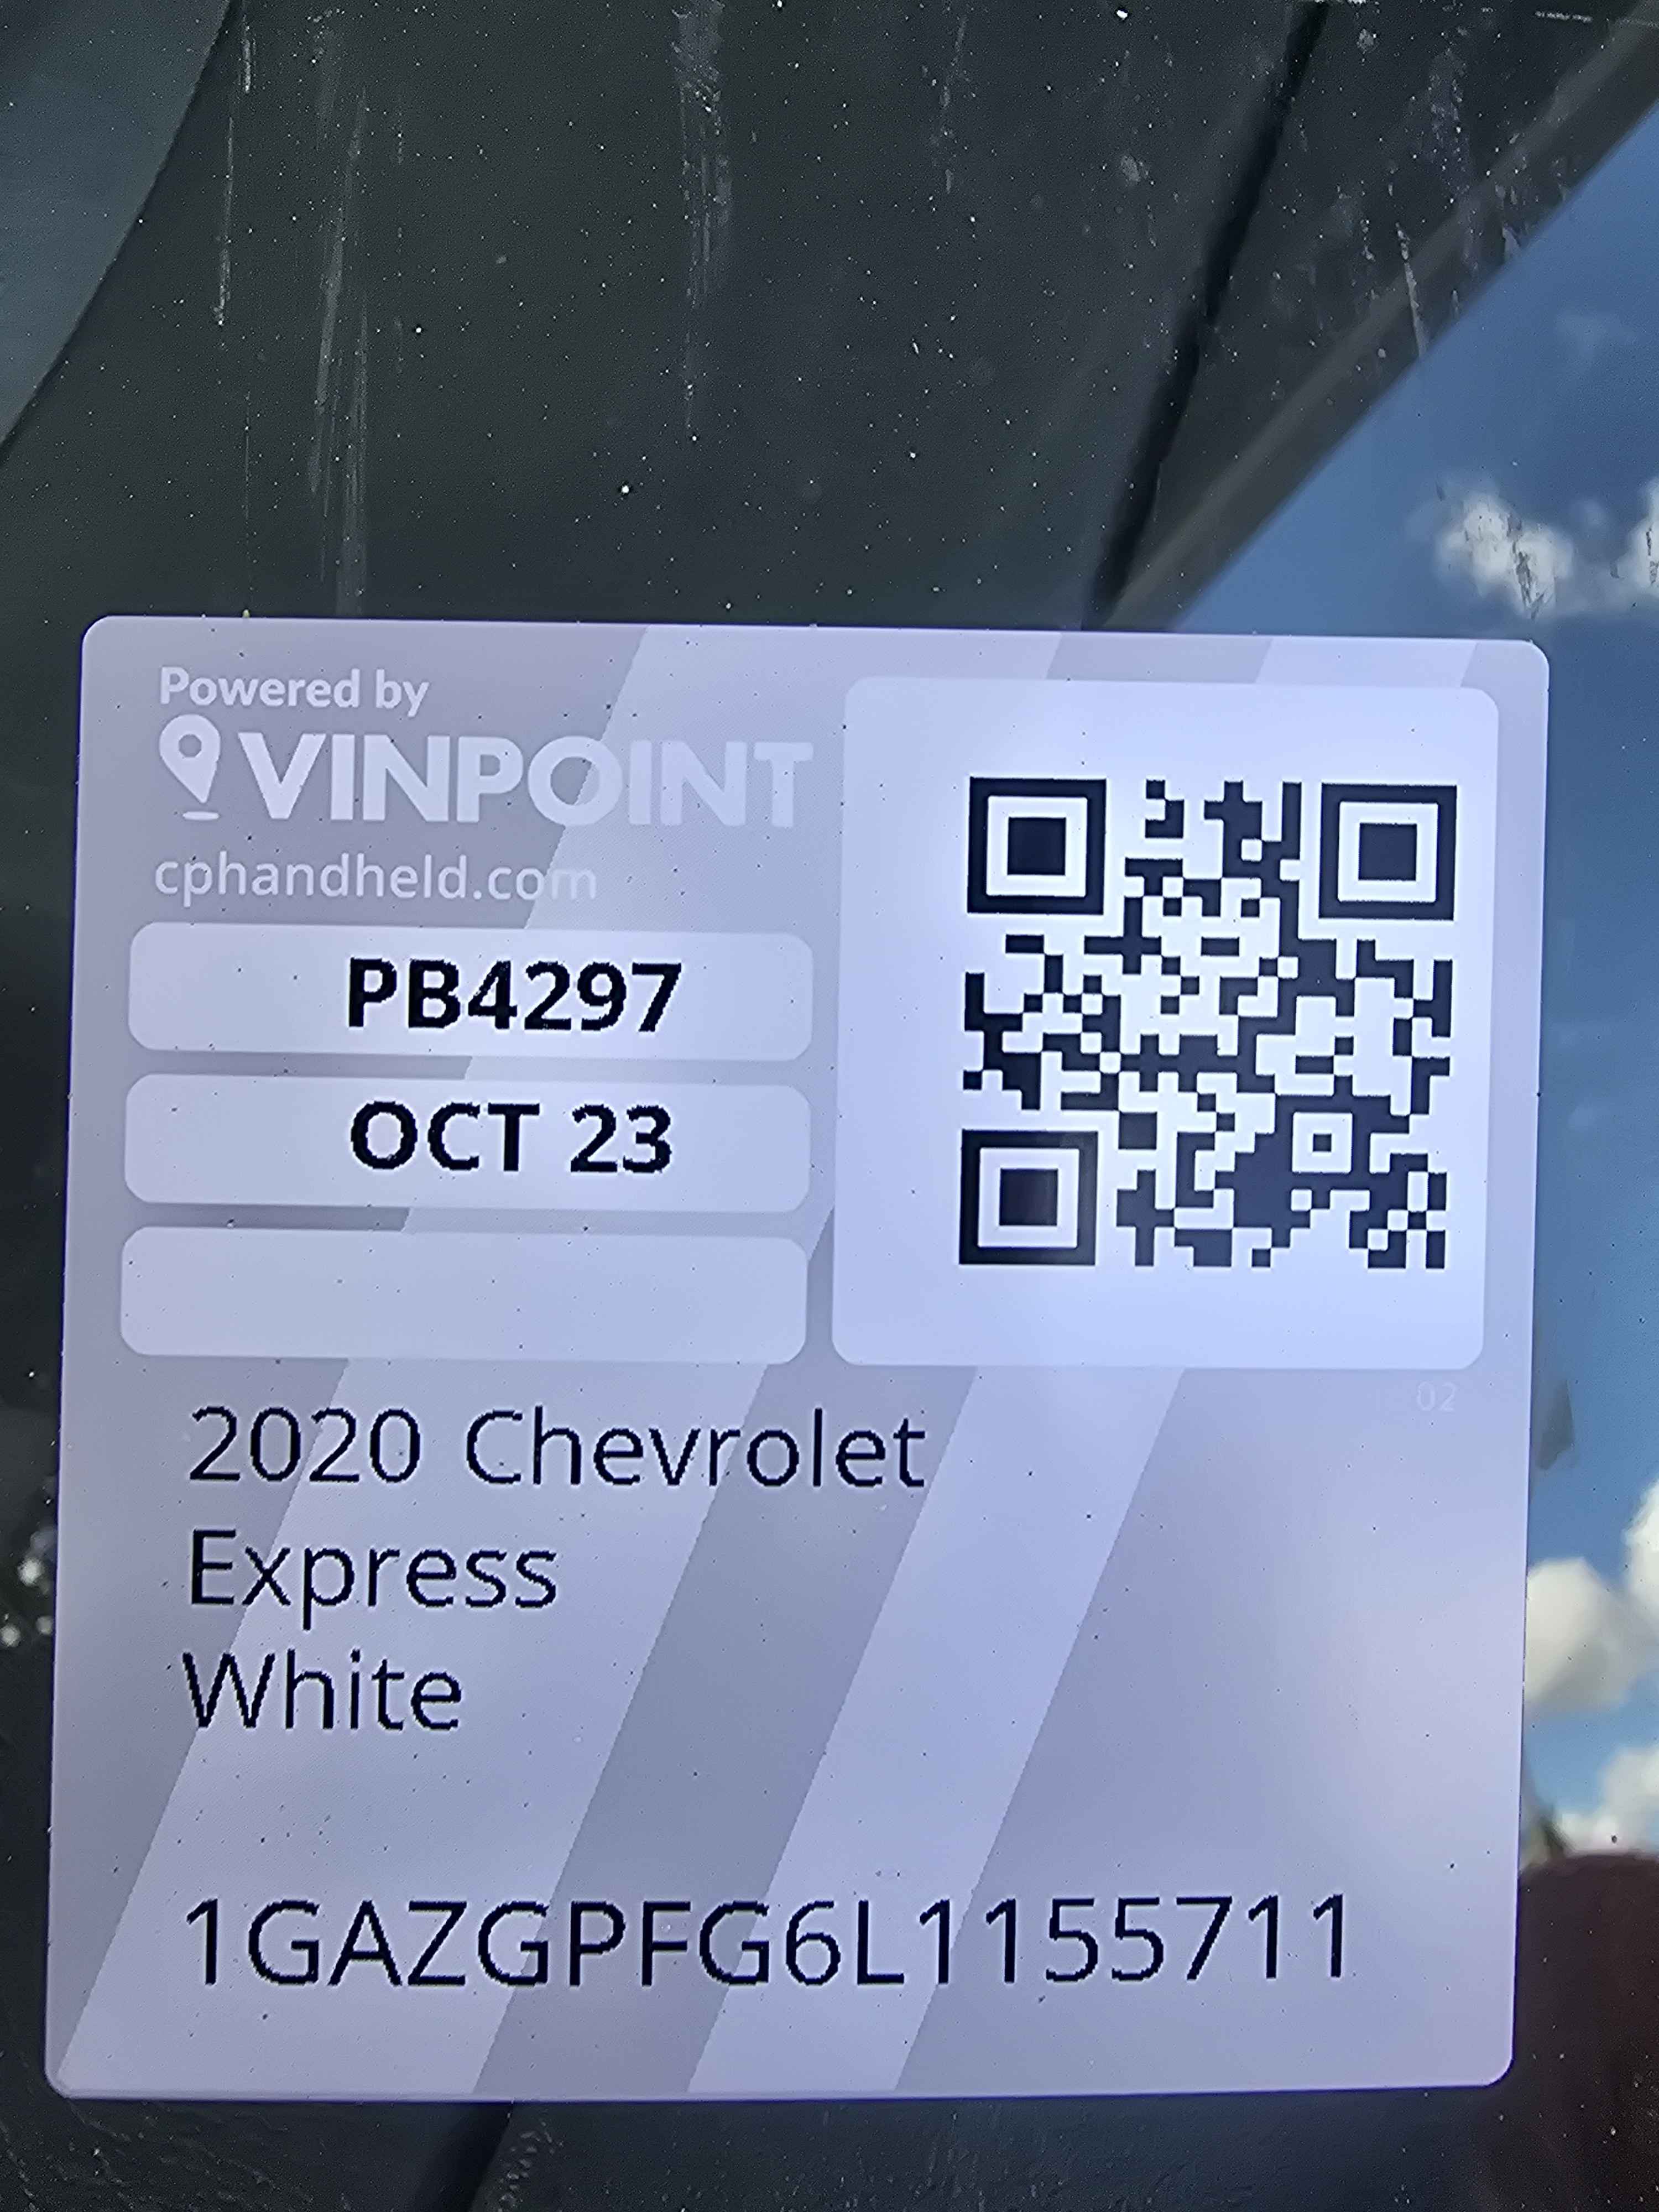 Powered by
VINPOINT
cphandheld.com
PB4297
OCT 23
02
2020 Chevrolet
Express
White
1GAZGPFG6L1155711